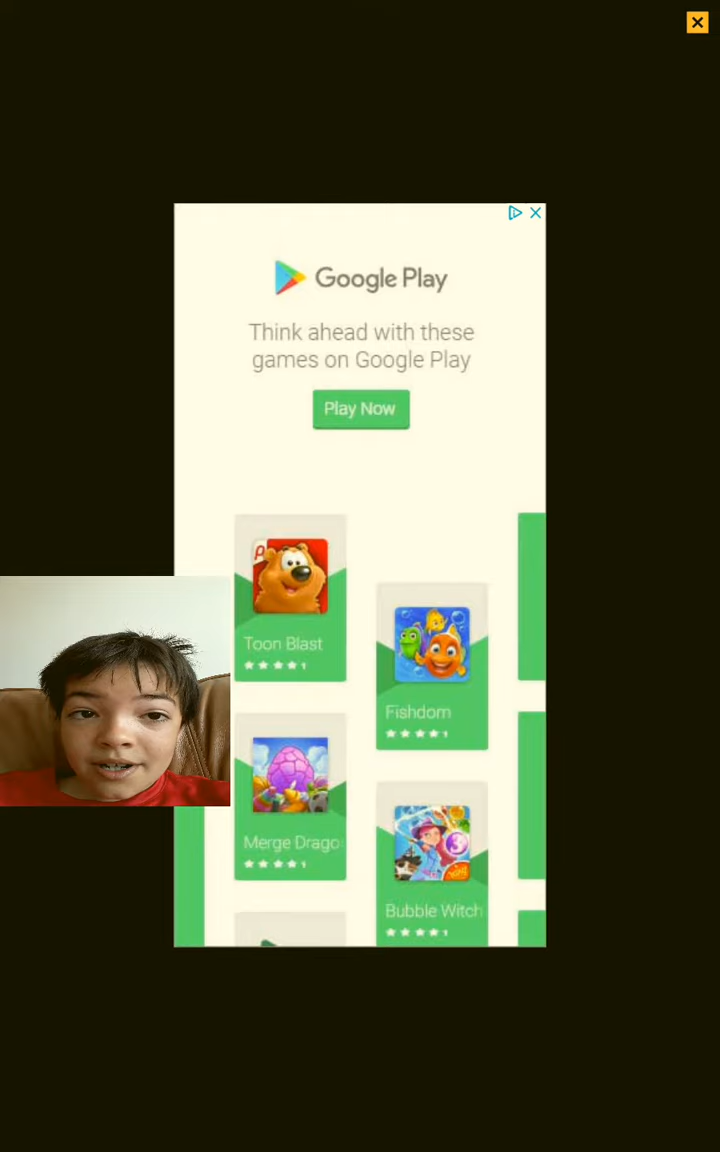 Google Play
Think ahead with these
games on Google Play
Play Now
Toon Blast
Fishdom
Merge Drago
3
Bubble Witch